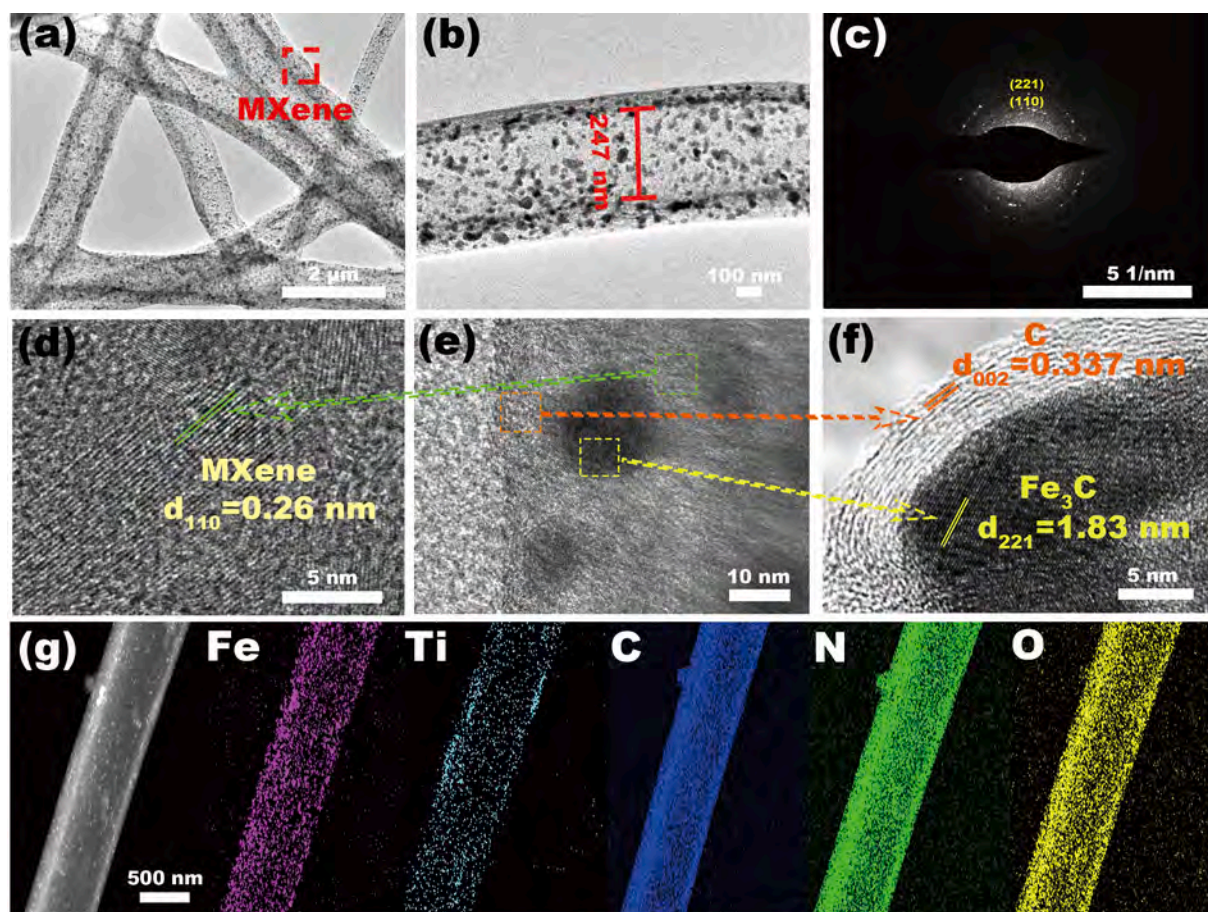 (a)
MXene
2 μm
(b)
247 nm
100 nm
(c)
(221)
(110)
5 1/nm
(d)
MXene
d₁₁₀=0.26 nm
5 nm
(e)
10 nm
(f)
C
d₀₀₂=0.337 nm
Fe₃C
d₂₂₁=1.83 nm
5 nm
(g)
500 nm
Fe
Ti
C
N
O